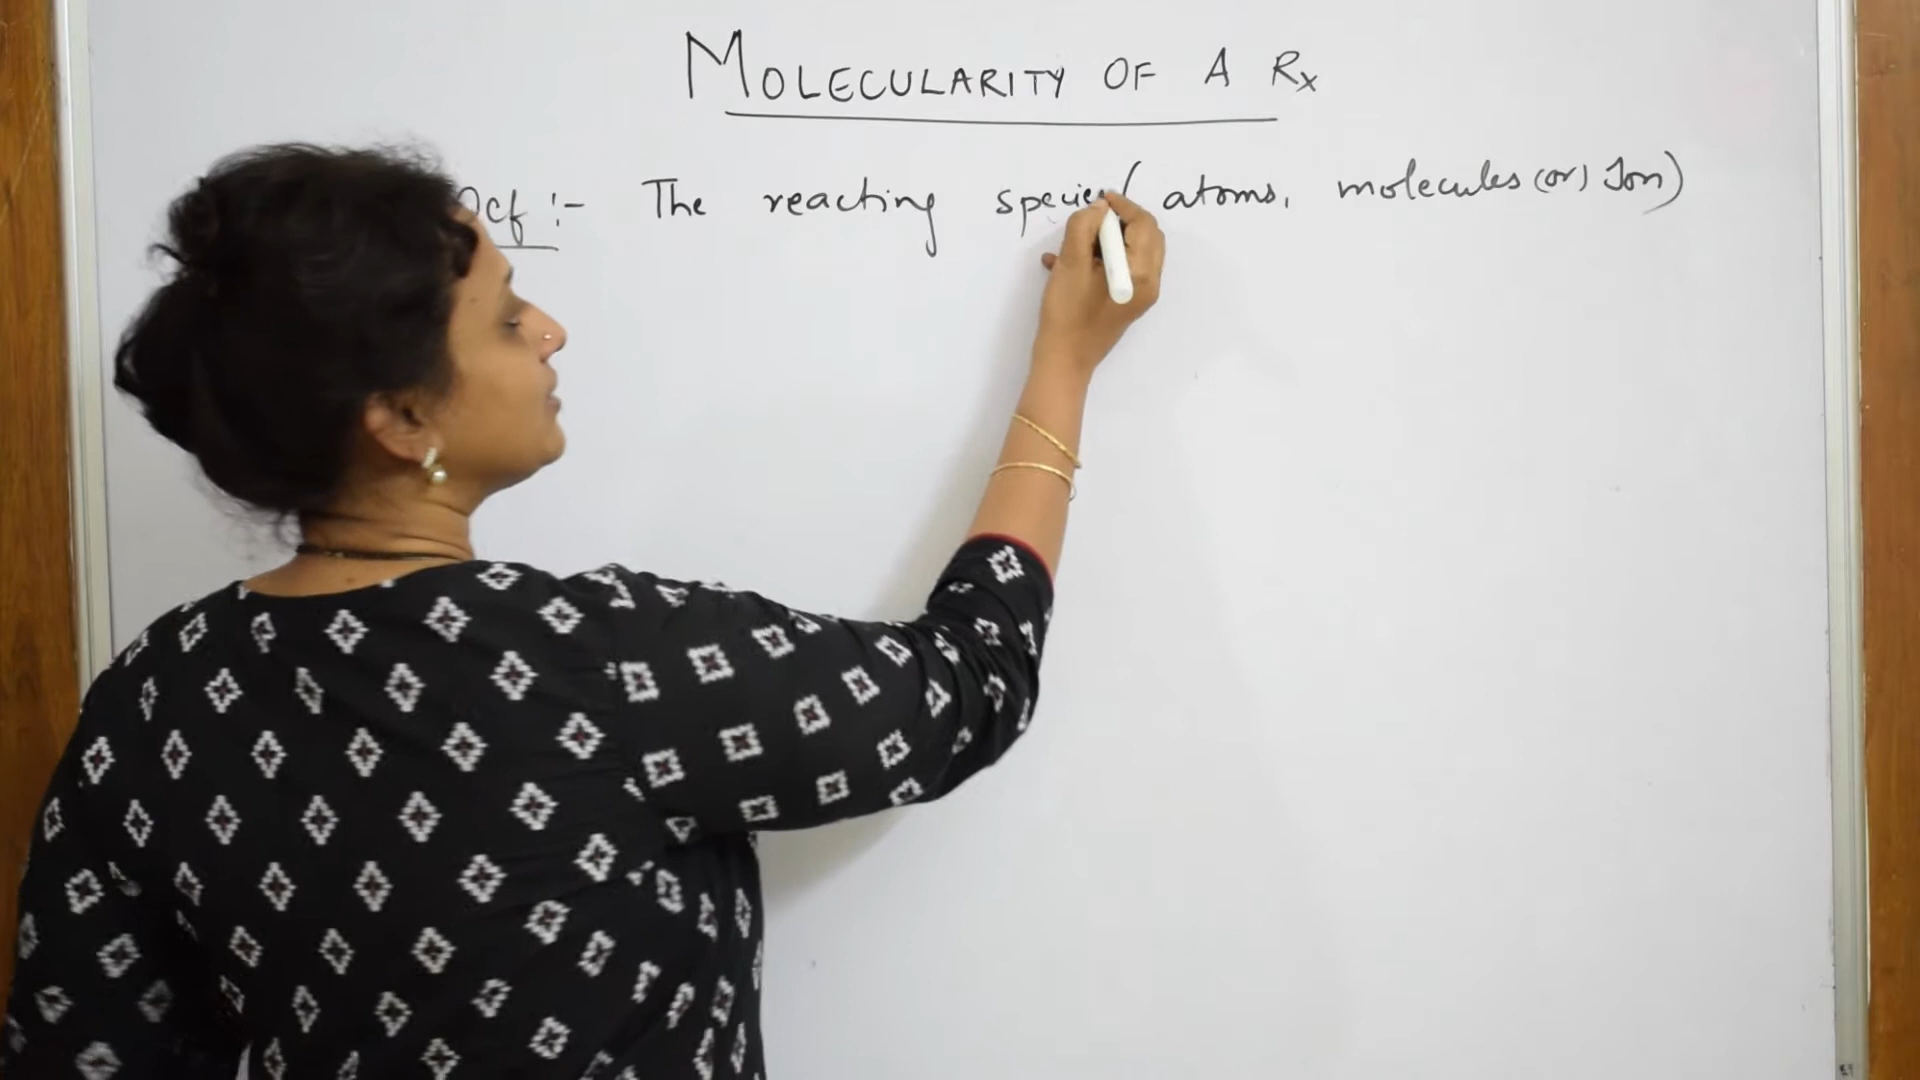 MOLECULARITY OF A Rx
Def :- The reacting species (atoms, molecules (or) Ion)